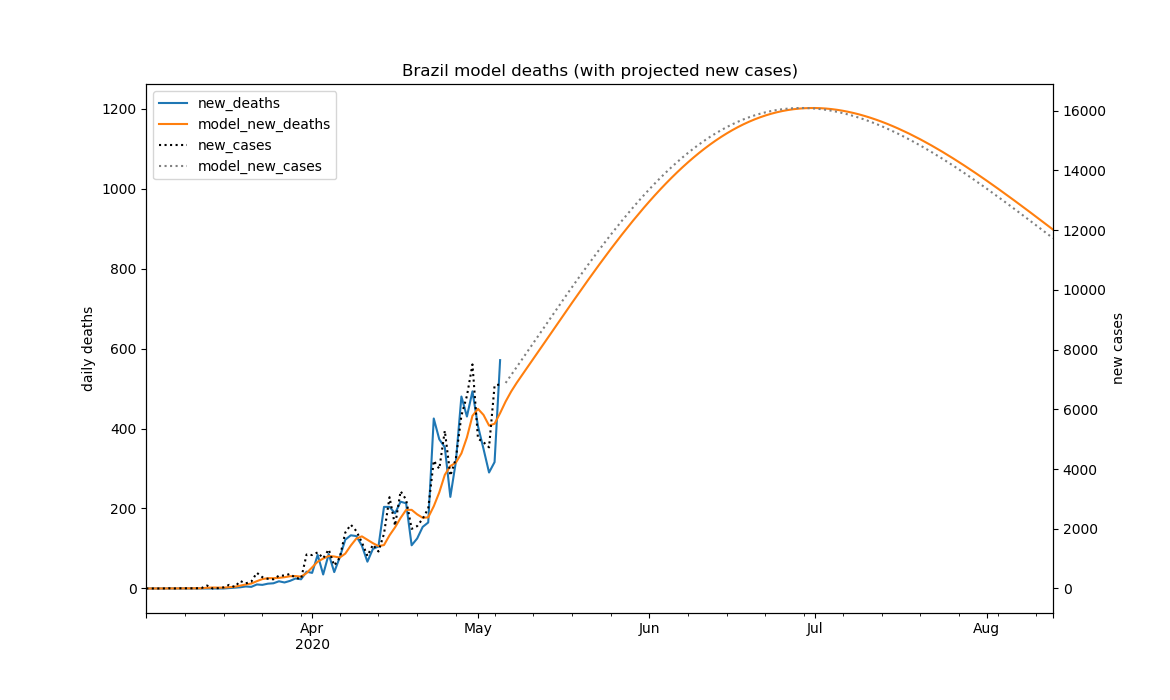 Brazil model deaths (with projected new cases)
new_deaths
model_new_deaths
new_cases
model_new_cases
1200
1000
800
600
400
200
0
daily deaths
16000
14000
12000
10000
8000
6000
4000
2000
0
new cases
Apr
2020
May
Jun
Jul
Aug